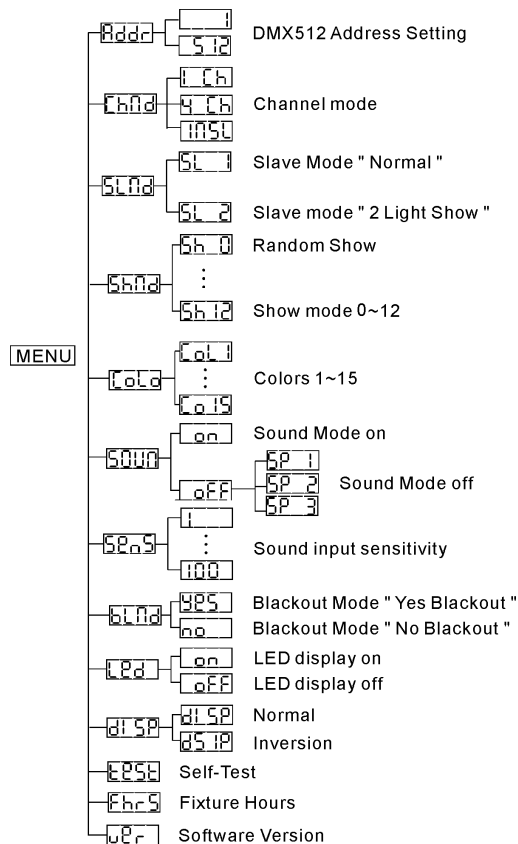 1
Addr
512
DMX512 Address Setting
1 Ch
ChMd
4 Ch
Channel mode
1NSL
SL 1
Slave Mode " Normal "
SLMd
SL 2
Slave mode " 2 Light Show "
Sh 0
Random Show
ShMd
Sh12
Show mode 0~12
MENU
CoL1
CoLo
Colors 1~15
Co15
on
Sound Mode on
SOUN
SP 1
oFF
SP 2
Sound Mode off
SP 3
1
SenS
Sound input sensitivity
100
yes
Blackout Mode " Yes Blackout "
bLMd
no
Blackout Mode " No Blackout "
on
LED display on
Led
oFF
LED display off
dISP
Normal
dISP
dSIP
Inversion
test
Self-Test
FhrS
Fixture Hours
ver
Software Version